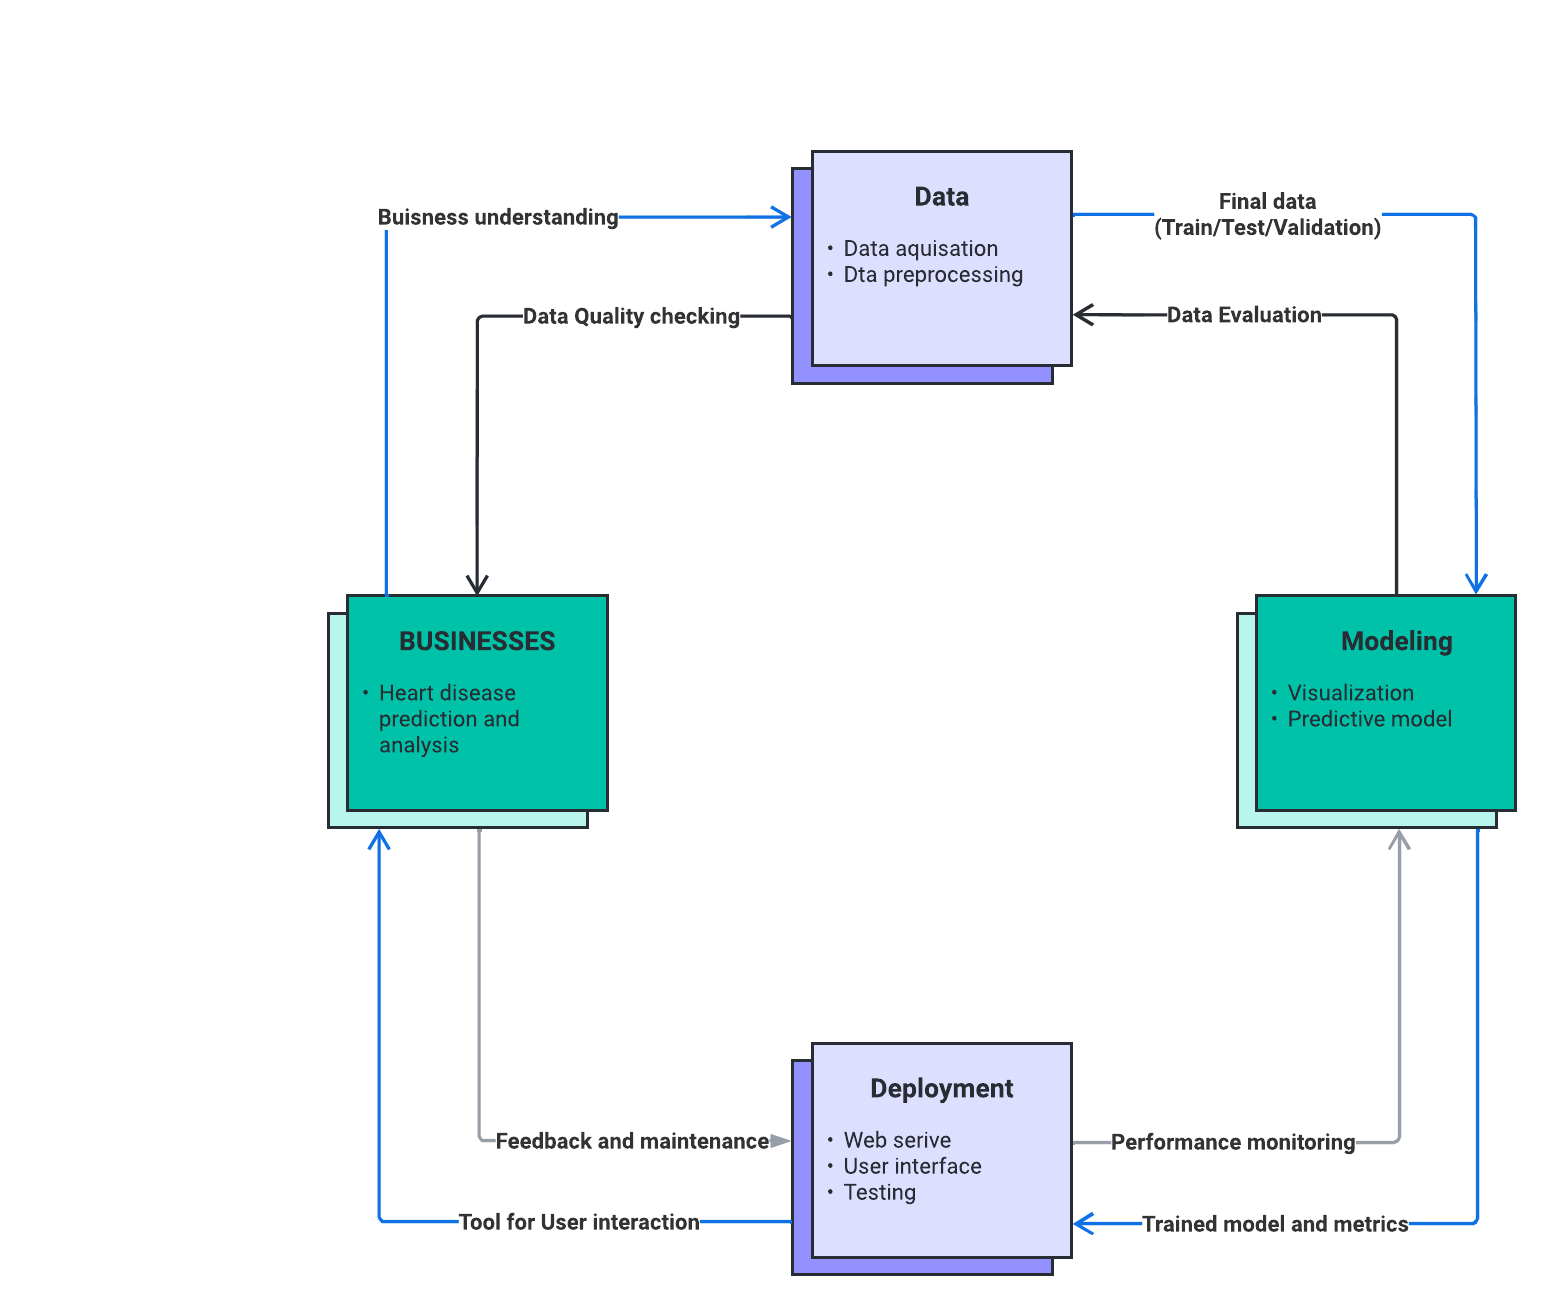 Data
• Data aquisation
• Dta preprocessing
Buisness understanding
Final data
(Train/Test/Validation)
Data Quality checking
Data Evaluation
BUSINESSES
• Heart disease
prediction and
analysis
Modeling
• Visualization
• Predictive model
Deployment
• Web serive
• User interface
• Testing
Feedback and maintenance
Performance monitoring
Tool for User interaction
Trained model and metrics